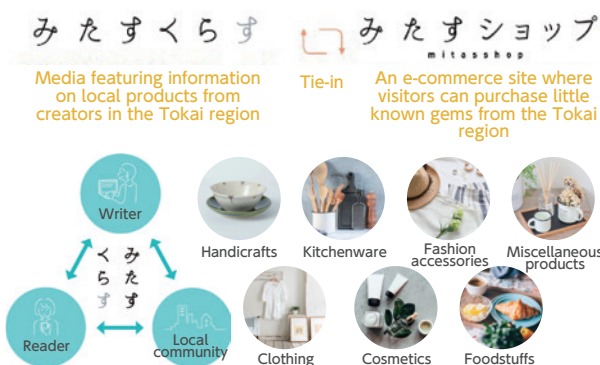 みたすくらす
みたすショップ
mitasshop
Media featuring information
on local products from
creators in the Tokai region
Tie-in
An e-commerce site where
visitors can purchase little
known gems from the Tokai
region
Writer
みたす
くらす
Reader
Local
community
Handicrafts
Kitchenware
Fashion
accessories
Miscellaneous
products
Clothing
Cosmetics
Foodstuffs